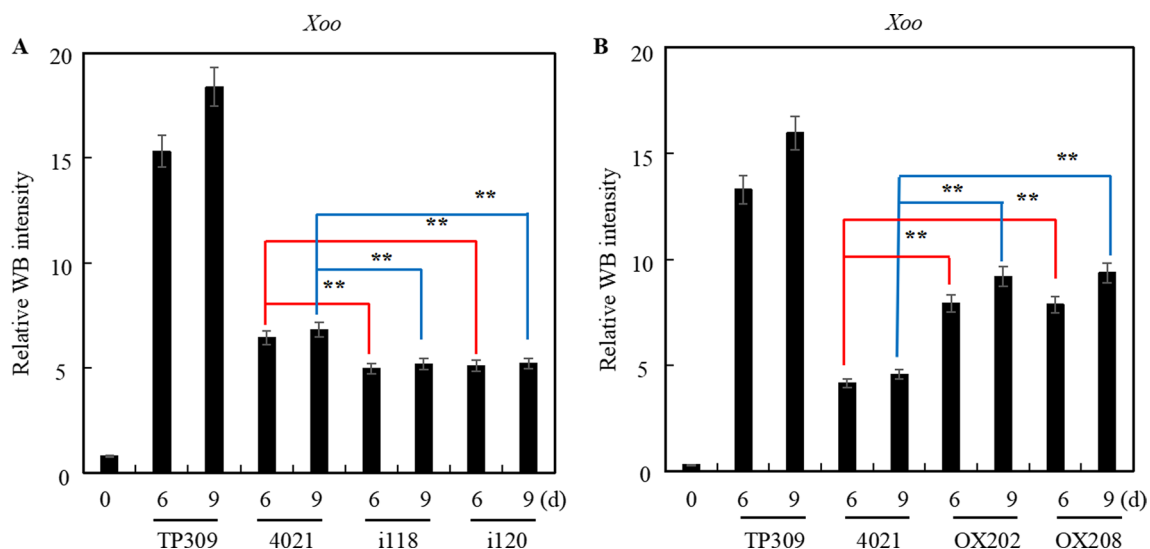 Xoo
A
20
15
10
5
0
Relative WB intensity
**
**
**
**
0 6 9 6 9 6 9 6 9 (d)
TP309 4021 i118 i120
Xoo
B
20
15
10
5
0
Relative WB intensity
**
**
**
**
0 6 9 6 9 6 9 6 9 (d)
TP309 4021 OX202 OX208